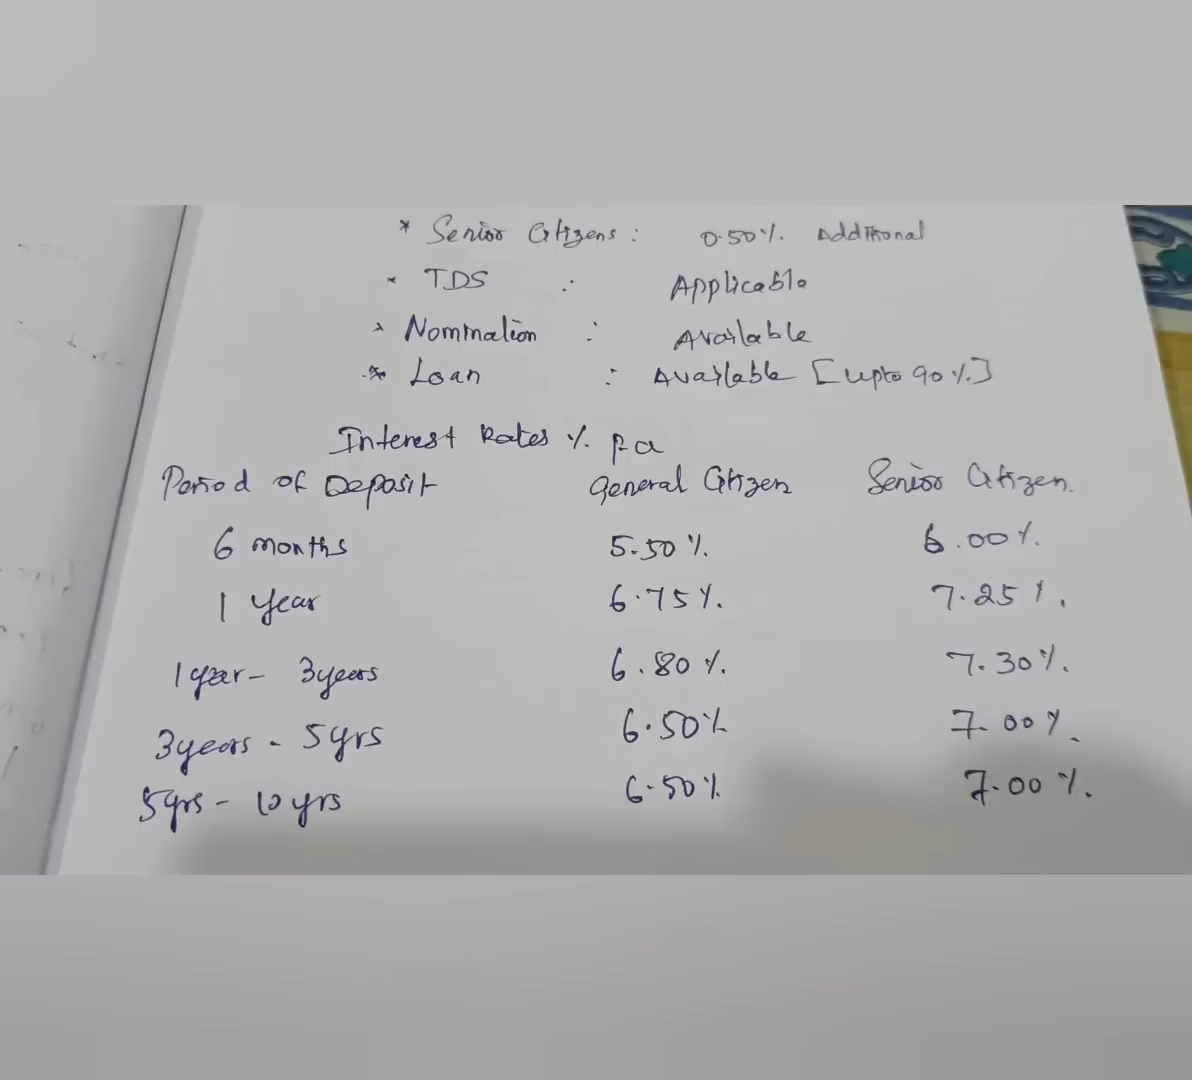 * Senior Citizens : 0.50% Additional
* TDS : Applicable
* Nommation : Available
* Loan : Available [upto 90%]
Interest Rates % p.a
Period of Deposit General Citizen Senior Citizen.
6 months 5.50% 6.00%
1 Year 6.75% 7.25%
1 year - 3 years 6.80% 7.30%
3 years - 5 yrs 6.50% 7.00%
5 yrs - 10 yrs 6.50% 7.00%